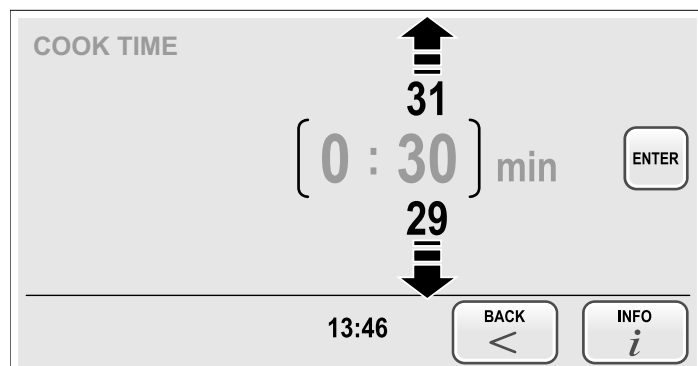 COOK TIME
31
[0 : 30] min
ENTER
29
13:46
BACK
<
INFO
i